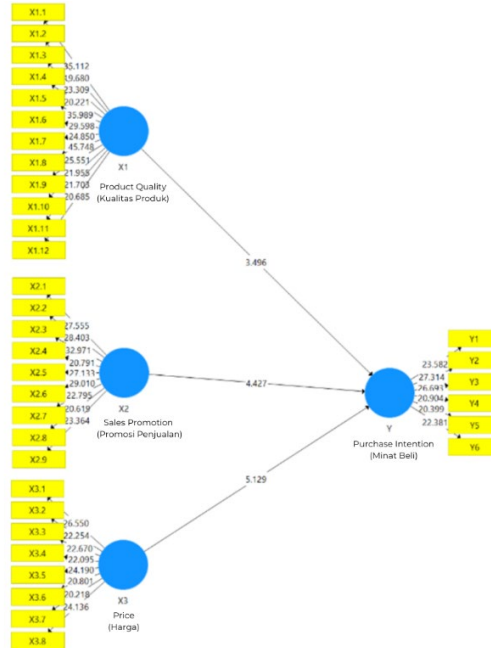 X1.1
X1.2
X1.3
X1.4
X1.5
X1.6
X1.7
X1.8
X1.9
X1.10
X1.11
X1.12
35.112
19.680
23.309
20.221
35.989
29.598
24.850
45.748
25.551
21.955
21.703
20.685
X1
Product Quality
(Kualitas Produk)
3.496
X2.1
X2.2
X2.3
X2.4
X2.5
X2.6
X2.7
X2.8
X2.9
27.555
28.403
32.971
20.791
27.133
29.010
22.795
20.619
23.364
X2
Sales Promotion
(Promosi Penjualan)
4.427
X3.1
X3.2
X3.3
X3.4
X3.5
X3.6
X3.7
X3.8
26.550
22.254
22.670
22.095
24.190
20.801
20.218
24.136
X3
Price
(Harga)
5.129
Y
Purchase Intention
(Minat Beli)
23.582
27.314
26.693
20.904
20.399
22.381
Y1
Y2
Y3
Y4
Y5
Y6